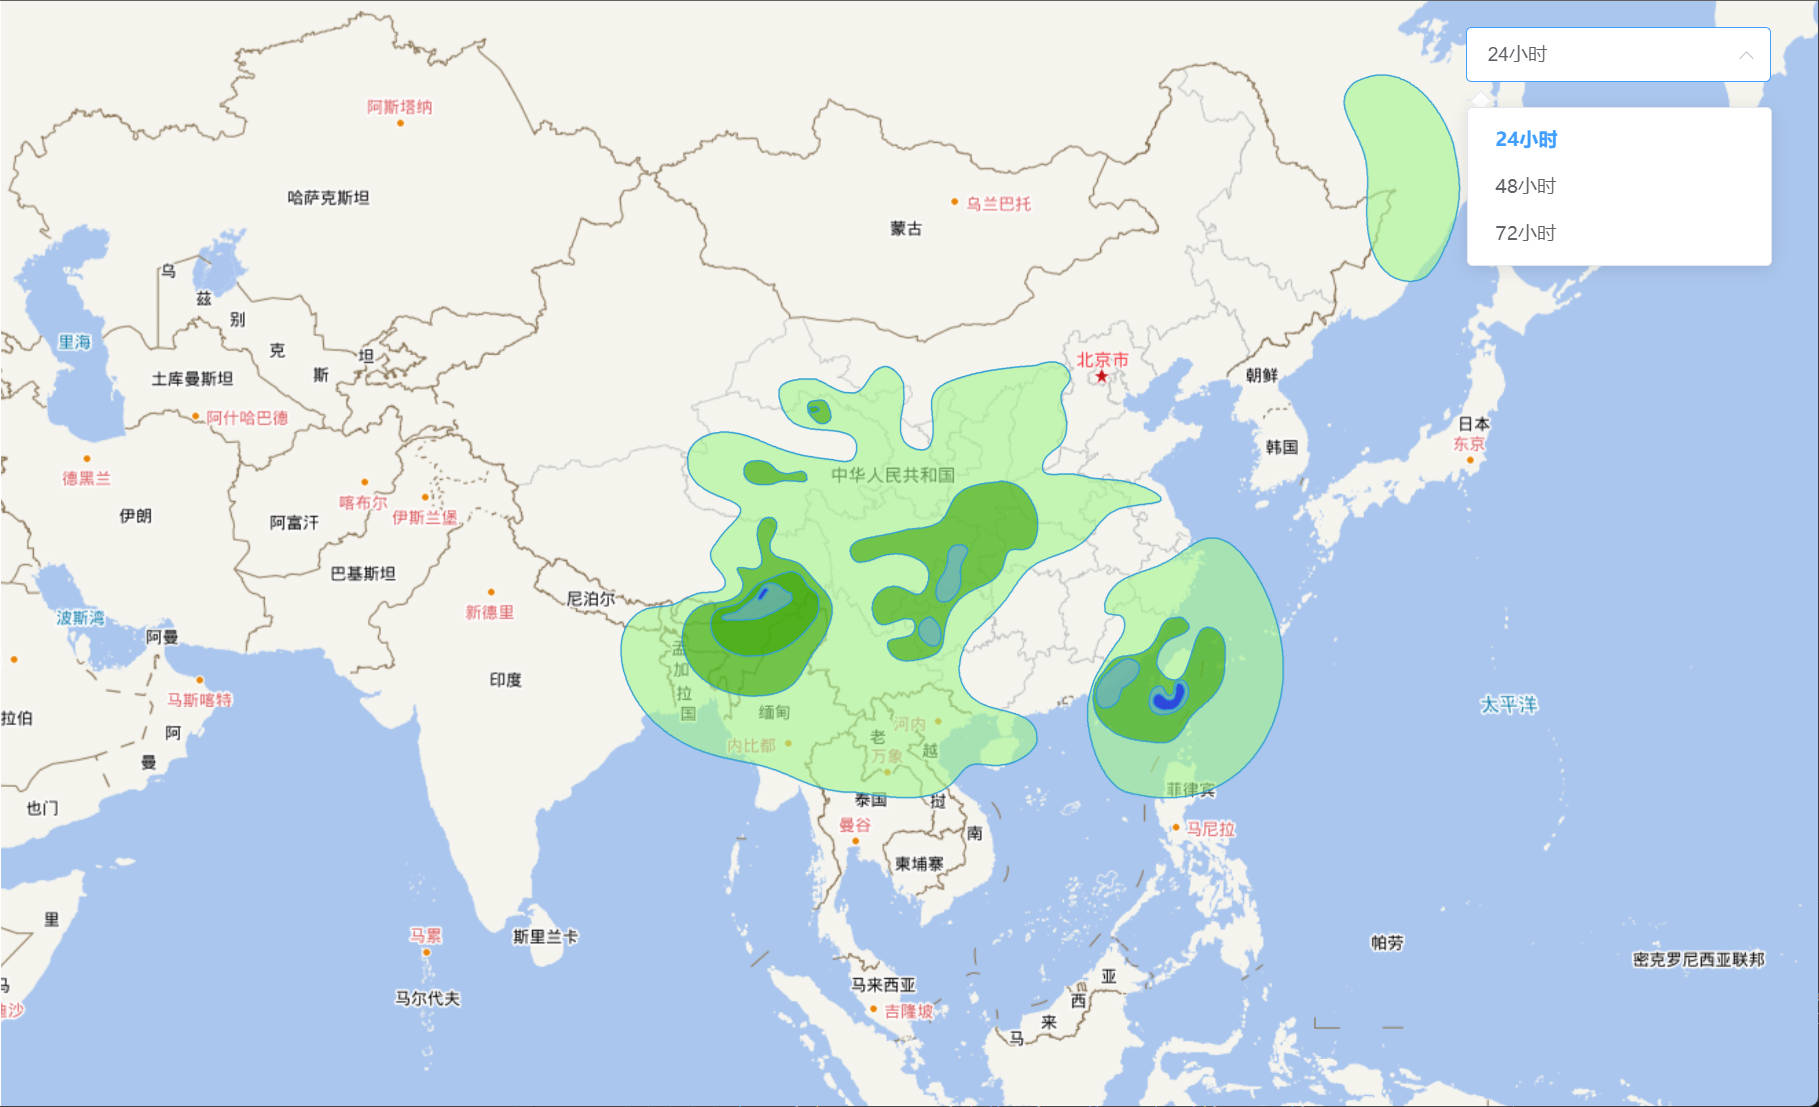 24小时
24小时
48小时
72小时
阿斯塔纳
哈萨克斯坦
乌兰巴托
蒙古
乌
兹
别
克
斯
坦
里海
土库曼斯坦
阿什哈巴德
北京市
朝鲜
韩国
日本
东京
德黑兰
伊朗
喀布尔
阿富汗
伊斯兰堡
中华人民共和国
巴基斯坦
新德里
尼泊尔
波斯湾
阿曼
孟
加
拉
国
印度
马斯喀特
拉伯
阿
曼
缅甸
内比都
河内
老
万象
越
太平洋
菲律宾
也门
泰国
挝
曼谷
南
马尼拉
柬埔寨
里
马累
斯里兰卡
帕劳
密克罗尼西亚联邦
马尔代夫
马来西亚
吉隆坡
亚
西
来
马
马
迪沙